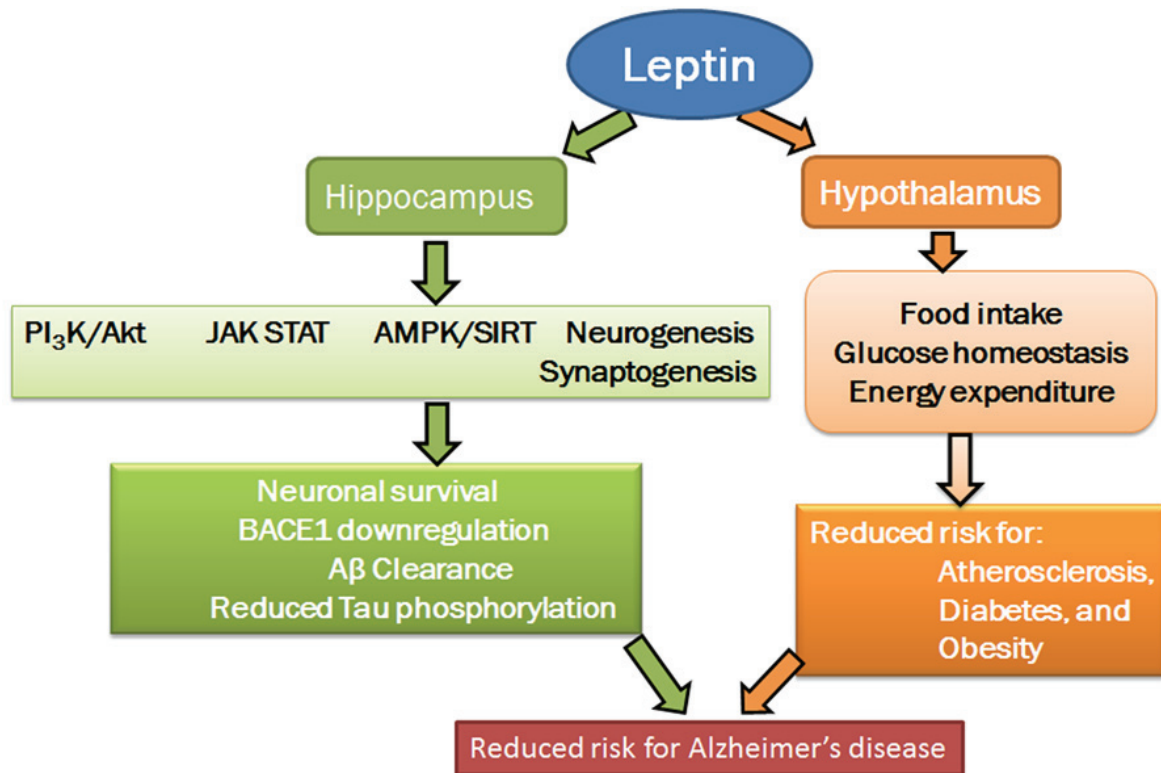 Leptin
Hippocampus
Hypothalamus
PI₃K/Akt JAK STAT AMPK/SIRT Neurogenesis
Synaptogenesis
Food intake
Glucose homeostasis
Energy expenditure
Neuronal survival
BACE1 downregulation
Aβ Clearance
Reduced Tau phosphorylation
Reduced risk for:
Atherosclerosis,
Diabetes, and
Obesity
Reduced risk for Alzheimer’s disease